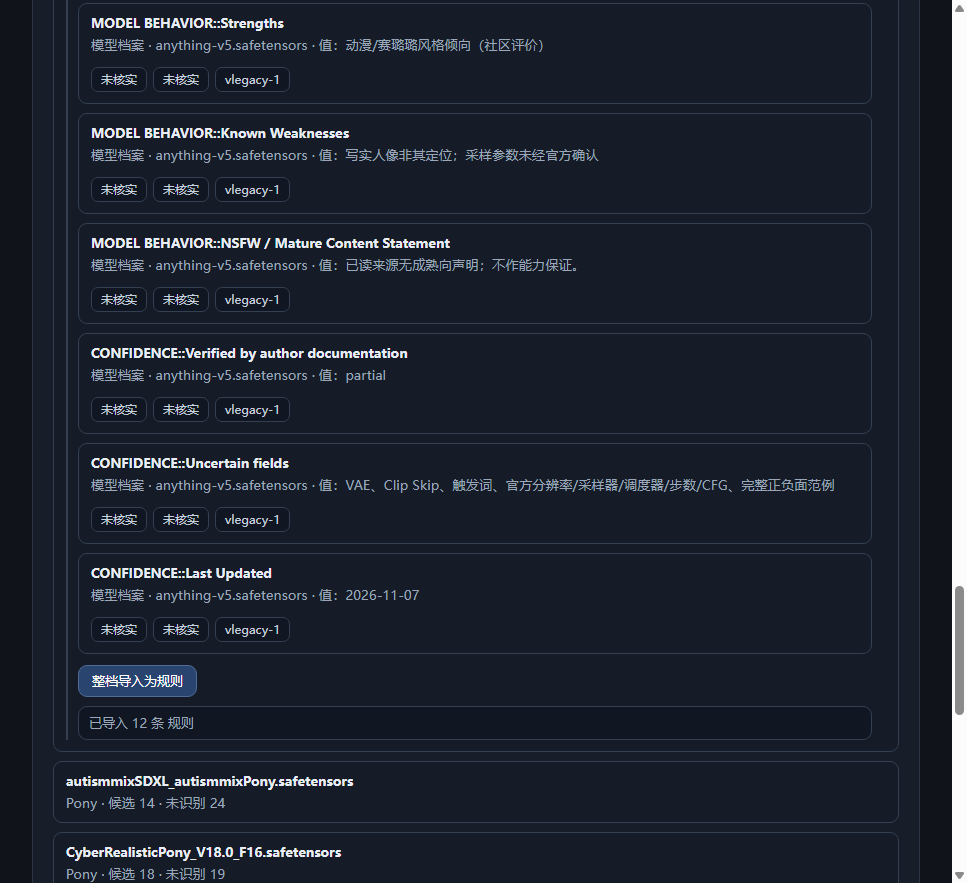 MODEL BEHAVIOR::Strengths
模型档案 · anything-v5.safetensors · 值：动漫/赛璐璐风格倾向（社区评价）
未核实 未核实 vlegacy-1
MODEL BEHAVIOR::Known Weaknesses
模型档案 · anything-v5.safetensors · 值：写实人像非其定位；采样参数未经官方确认
未核实 未核实 vlegacy-1
MODEL BEHAVIOR::NSFW / Mature Content Statement
模型档案 · anything-v5.safetensors · 值：已读来源无成熟向声明；不作能力保证。
未核实 未核实 vlegacy-1
CONFIDENCE::Verified by author documentation
模型档案 · anything-v5.safetensors · 值：partial
未核实 未核实 vlegacy-1
CONFIDENCE::Uncertain fields
模型档案 · anything-v5.safetensors · 值：VAE、Clip Skip、触发词、官方分辨率/采样器/调度器/步数/CFG、完整正负面范例
未核实 未核实 vlegacy-1
CONFIDENCE::Last Updated
模型档案 · anything-v5.safetensors · 值：2026-11-07
未核实 未核实 vlegacy-1
整档导入为规则
已导入 12 条 规则
autismmixSDXL_autismmixPony.safetensors
Pony · 候选 14 · 未识别 24
CyberRealisticPony_V18.0_F16.safetensors
Pony · 候选 18 · 未识别 19